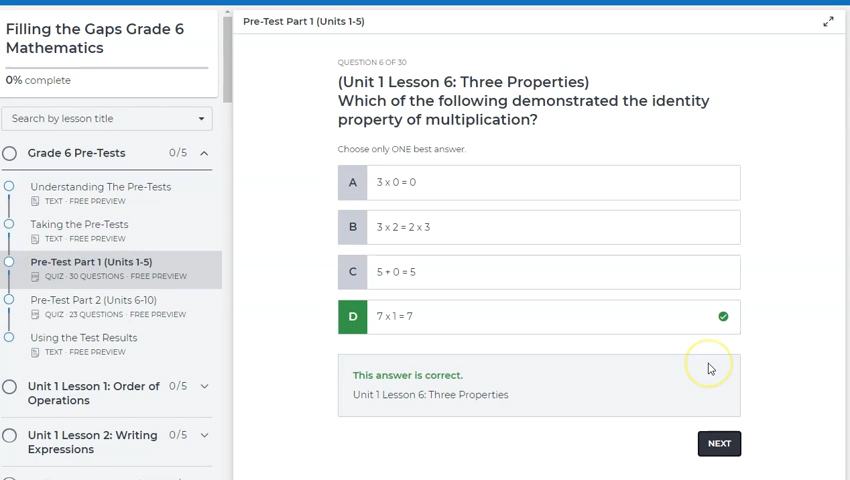 Filling the Gaps Grade 6
Mathematics
0% complete
Search by lesson title
Grade 6 Pre-Tests 0/5
Understanding The Pre-Tests
TEXT · FREE PREVIEW
Taking the Pre-Tests
TEXT · FREE PREVIEW
Pre-Test Part 1 (Units 1-5)
QUIZ · 30 QUESTIONS · FREE PREVIEW
Pre-Test Part 2 (Units 6-10)
QUIZ · 23 QUESTIONS · FREE PREVIEW
Using the Test Results
TEXT · FREE PREVIEW
Unit 1 Lesson 1: Order of 0/5
Operations
Unit 1 Lesson 2: Writing 0/5
Expressions
Pre-Test Part 1 (Units 1-5)
QUESTION 6 OF 30
(Unit 1 Lesson 6: Three Properties)
Which of the following demonstrated the identity
property of multiplication?
Choose only ONE best answer.
A 3 x 0 = 0
B 3 x 2 = 2 x 3
C 5 + 0 = 5
D 7 x 1 = 7
This answer is correct.
Unit 1 Lesson 6: Three Properties
NEXT